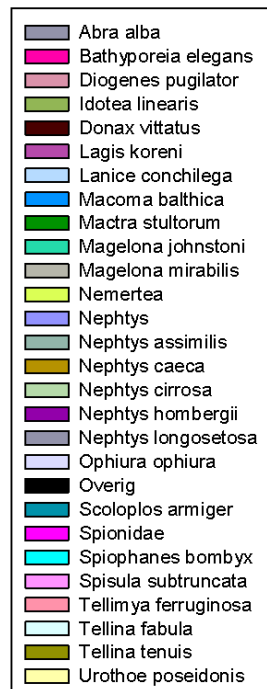 Abra alba
Bathyporeia elegans
Diogenes pugilator
Idotea linearis
Donax vittatus
Lagis koreni
Lanice conchilega
Macoma balthica
Mactra stultorum
Magelona johnstoni
Magelona mirabilis
Nemertea
Nephtys
Nephtys assimilis
Nephtys caeca
Nephtys cirrosa
Nephtys hombergii
Nephtys longosetosa
Ophiura ophiura
Overig
Scoloplos armiger
Spionidae
Spiophanes bombyx
Spisula subtruncata
Tellimya ferruginosa
Tellina fabula
Tellina tenuis
Urothoe poseidonis